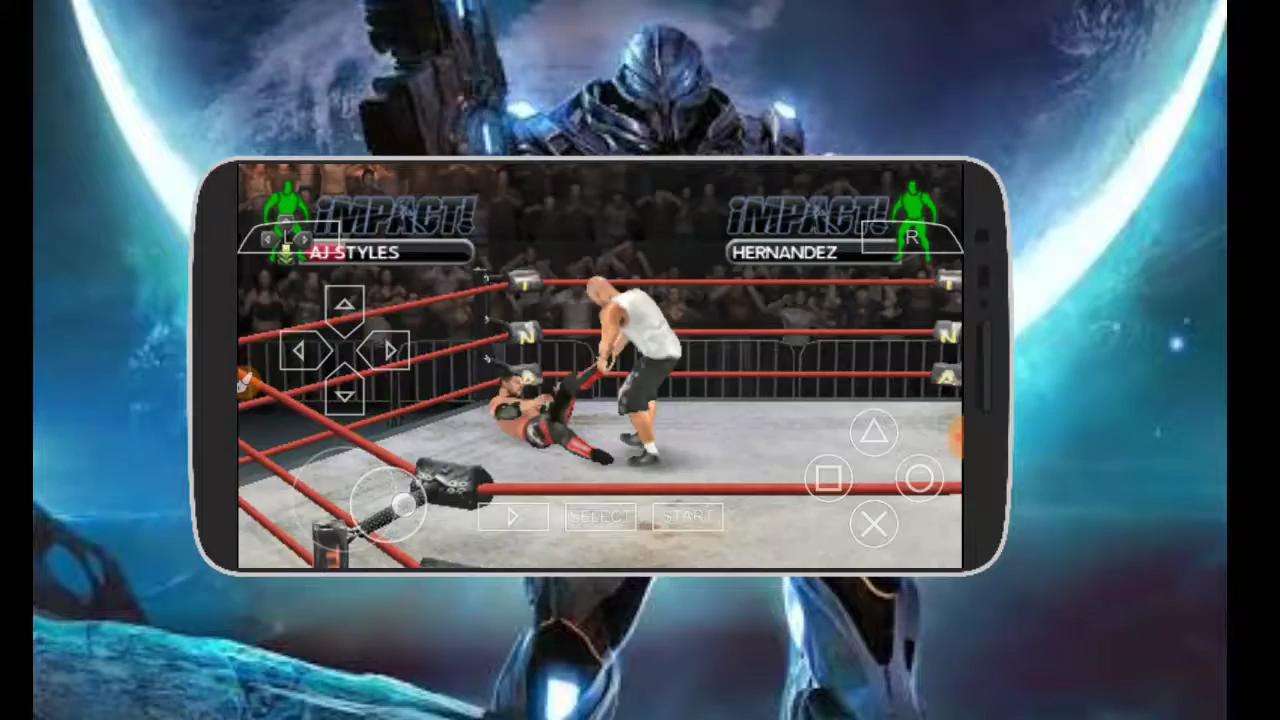 iMPACT!
iMPACT!
L
R
AJ STYLES
HERNANDEZ
T
T
N
N
A
A
SELECT
START
T